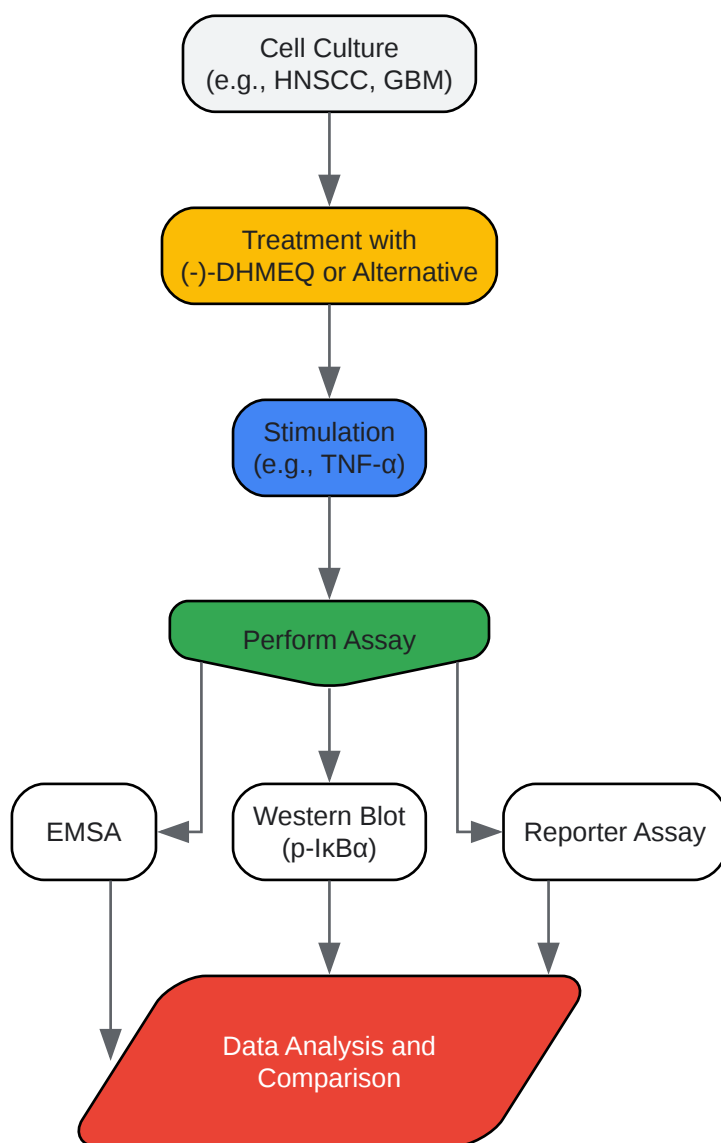 Cell Culture
(e.g., HNSCC, GBM)
Treatment with
(-)-DHMEQ or Alternative
Stimulation
(e.g., TNF-α)
Perform Assay
EMSA
Western Blot
(p-IκBα)
Reporter Assay
Data Analysis and
Comparison